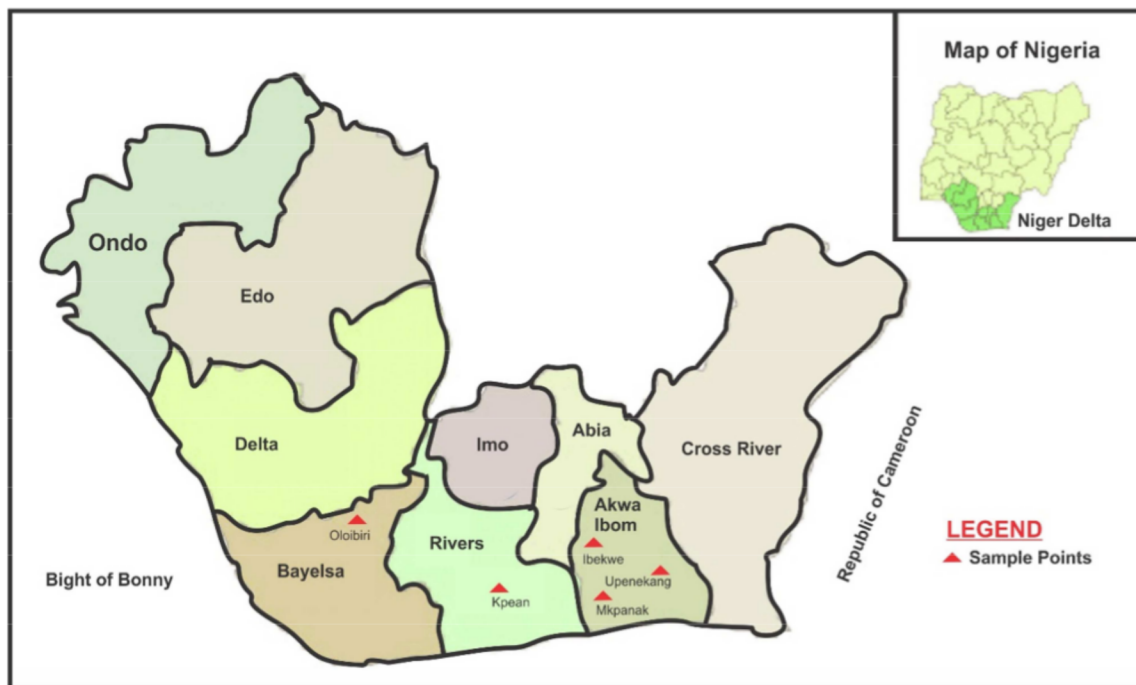 Map of Nigeria
Niger Delta
Ondo
Edo
Delta
Imo
Abia
Cross River
Akwa
Ibom
Oloibiri
Rivers
Ibekwe
Bayelsa
Upenekang
Kpean
Mkpanak
Bight of Bonny
Republic of Cameroon
LEGEND
Sample Points